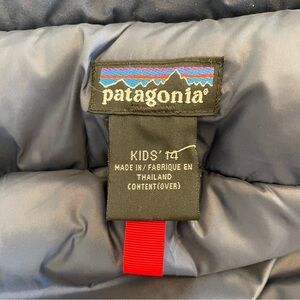 patagonia®
KIDS' 14
MADE IN/FABRIQUE EN
THAILAND
CONTENT(OVER)